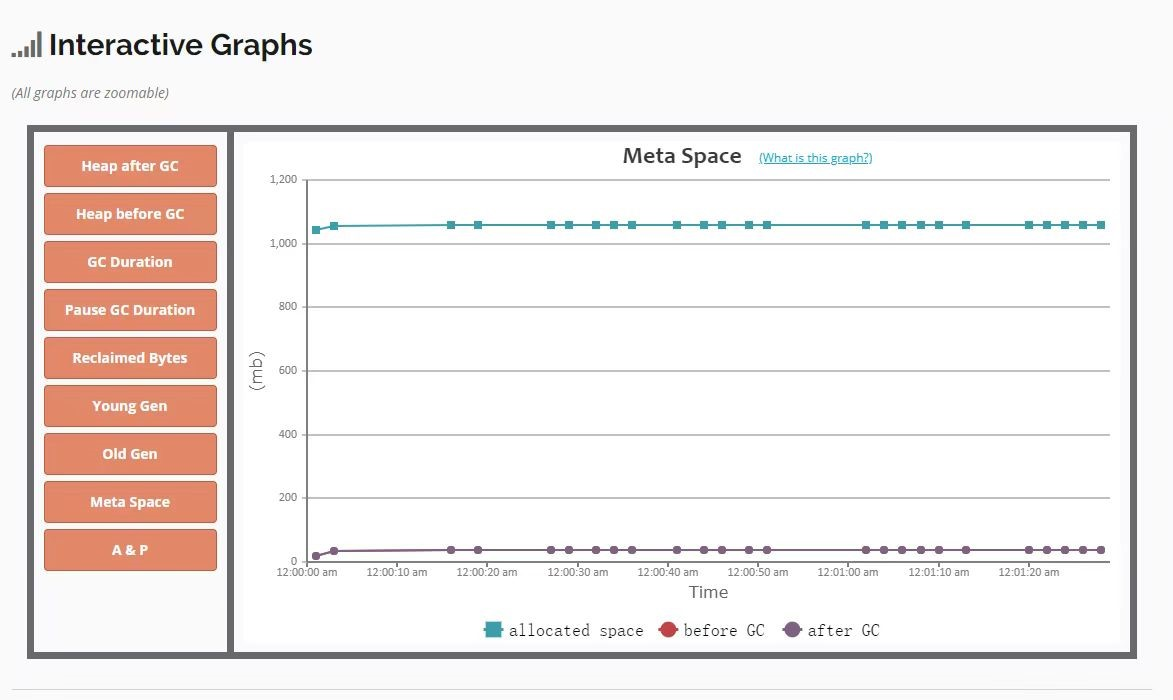 Interactive Graphs
(All graphs are zoomable)
Heap after GC
Heap before GC
GC Duration
Pause GC Duration
Reclaimed Bytes
Young Gen
Old Gen
Meta Space
A & P
Meta Space (What is this graph?)
1,200
1,000
800
600
400
200
0
(mb)
12:00:00 am 12:00:10 am 12:00:20 am 12:00:30 am 12:00:40 am 12:00:50 am 12:01:00 am 12:01:10 am 12:01:20 am
Time
allocated space before GC after GC